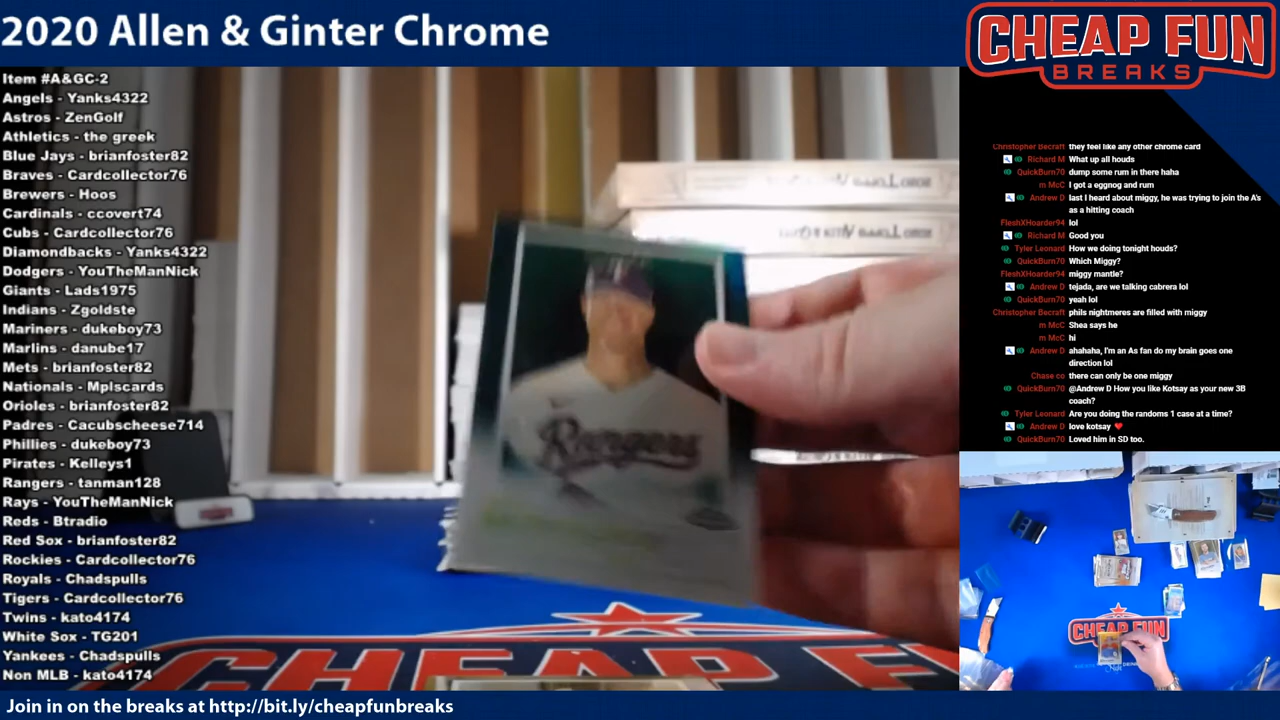 2020 Allen & Ginter Chrome
CHEAP FUN
BREAKS
Item #A&GC-2
Angels - Yanks4322
Astros - ZenGolf
Athletics - the greek
Blue Jays - brianfoster82
Braves - Cardcollector76
Brewers - Hoos
Cardinals - ccovert74
Cubs - Cardcollector76
Diamondbacks - Yanks4322
Dodgers - YouTheManNick
Giants - Lads1975
Indians - Zgoldste
Mariners - dukeboy73
Marlins - danube17
Mets - brianfoster82
Nationals - Mplscards
Orioles - brianfoster82
Padres - Cacubscheese714
Phillies - dukeboy73
Pirates - Kelleys1
Rangers - tanman128
Rays - YouTheManNick
Reds - Btradio
Red Sox - brianfoster82
Rockies - Cardcollector76
Royals - Chadspulls
Tigers - Cardcollector76
Twins - kato4174
White Sox - TG201
Yankees - Chadspulls
Non MLB - kato4174
Rangers
CHEAP F
Christopher Becraft they feel like any other chrome card
Richard M What up all houds
QuickBurn70 dump some rum in there haha
m McC I got a eggnog and rum
Andrew D last I heard about miggy, he was trying to join the A's
as a hitting coach
FleshXHoarder94 lol
Richard M Good you
Tyler Leonard How we doing tonight houds?
QuickBurn70 Which Miggy?
FleshXHoarder94 miggy mantle?
Andrew D tejada, are we talking cabrera lol
QuickBurn70 yeah lol
Christopher Becraft phils nightmeres are filled with miggy
m McC Shea says he
m McC hi
Andrew D ahahaha, I'm an As fan do my brain goes one
direction lol
Chase co there can only be one miggy
QuickBurn70 @Andrew D How you like Kotsay as your new 3B
coach?
Tyler Leonard Are you doing the randoms 1 case at a time?
Andrew D love kotsay ❤
QuickBurn70 Loved him in SD too.
CHEAP FUN
Join in on the breaks at http://bit.ly/cheapfunbreaks